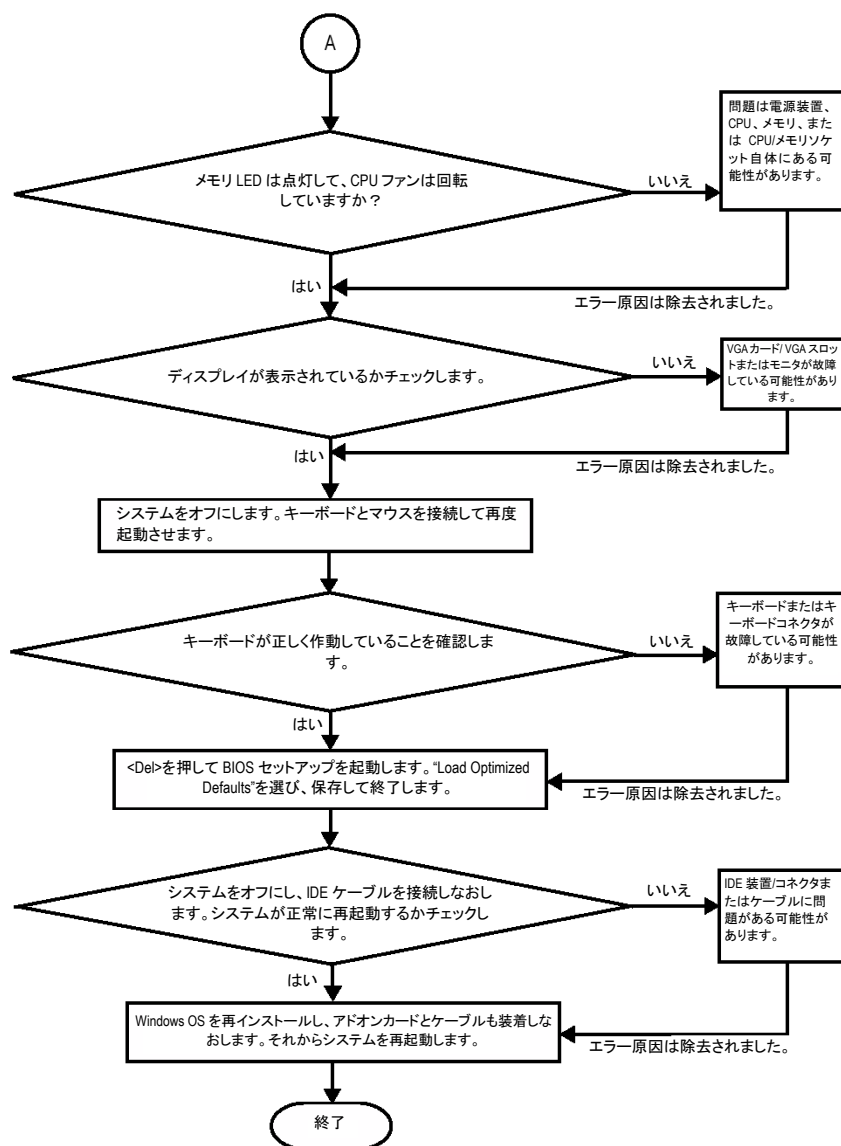 A
問題は電源装置、
CPU、メモリ、また
は CPU/メモリソケ
ット自体にある可
能性があります。
メモリ LED は点灯して、CPU ファンは回転
していますか？
いいえ
はい
エラー原因は除去されました。
VGA カード/ VGA スロッ
トまたはモニタが故障
している可能性があり
ます。
ディスプレイが表示されているかチェックします。
いいえ
はい
エラー原因は除去されました。
システムをオフにします。キーボードとマウスを接続して再度
起動させます。
キーボードまたはキ
ーボードコネクタが
故障している可能性
があります。
キーボードが正しく作動していることを確認しま
す。
いいえ
はい
<Del>を押して BIOS セットアップを起動します。“Load Optimized
Defaults”を選び、保存して終了します。
エラー原因は除去されました。
IDE 装置/コネクタま
たはケーブルに問
題がある可能性が
あります。
システムをオフにし、IDE ケーブルを接続しなおし
ます。システムが正常に再起動するかチェックし
ます。
いいえ
はい
Windows OS を再インストールし、アドオンカードとケーブルも装着しな
おします。それからシステムを再起動します。
エラー原因は除去されました。
終了